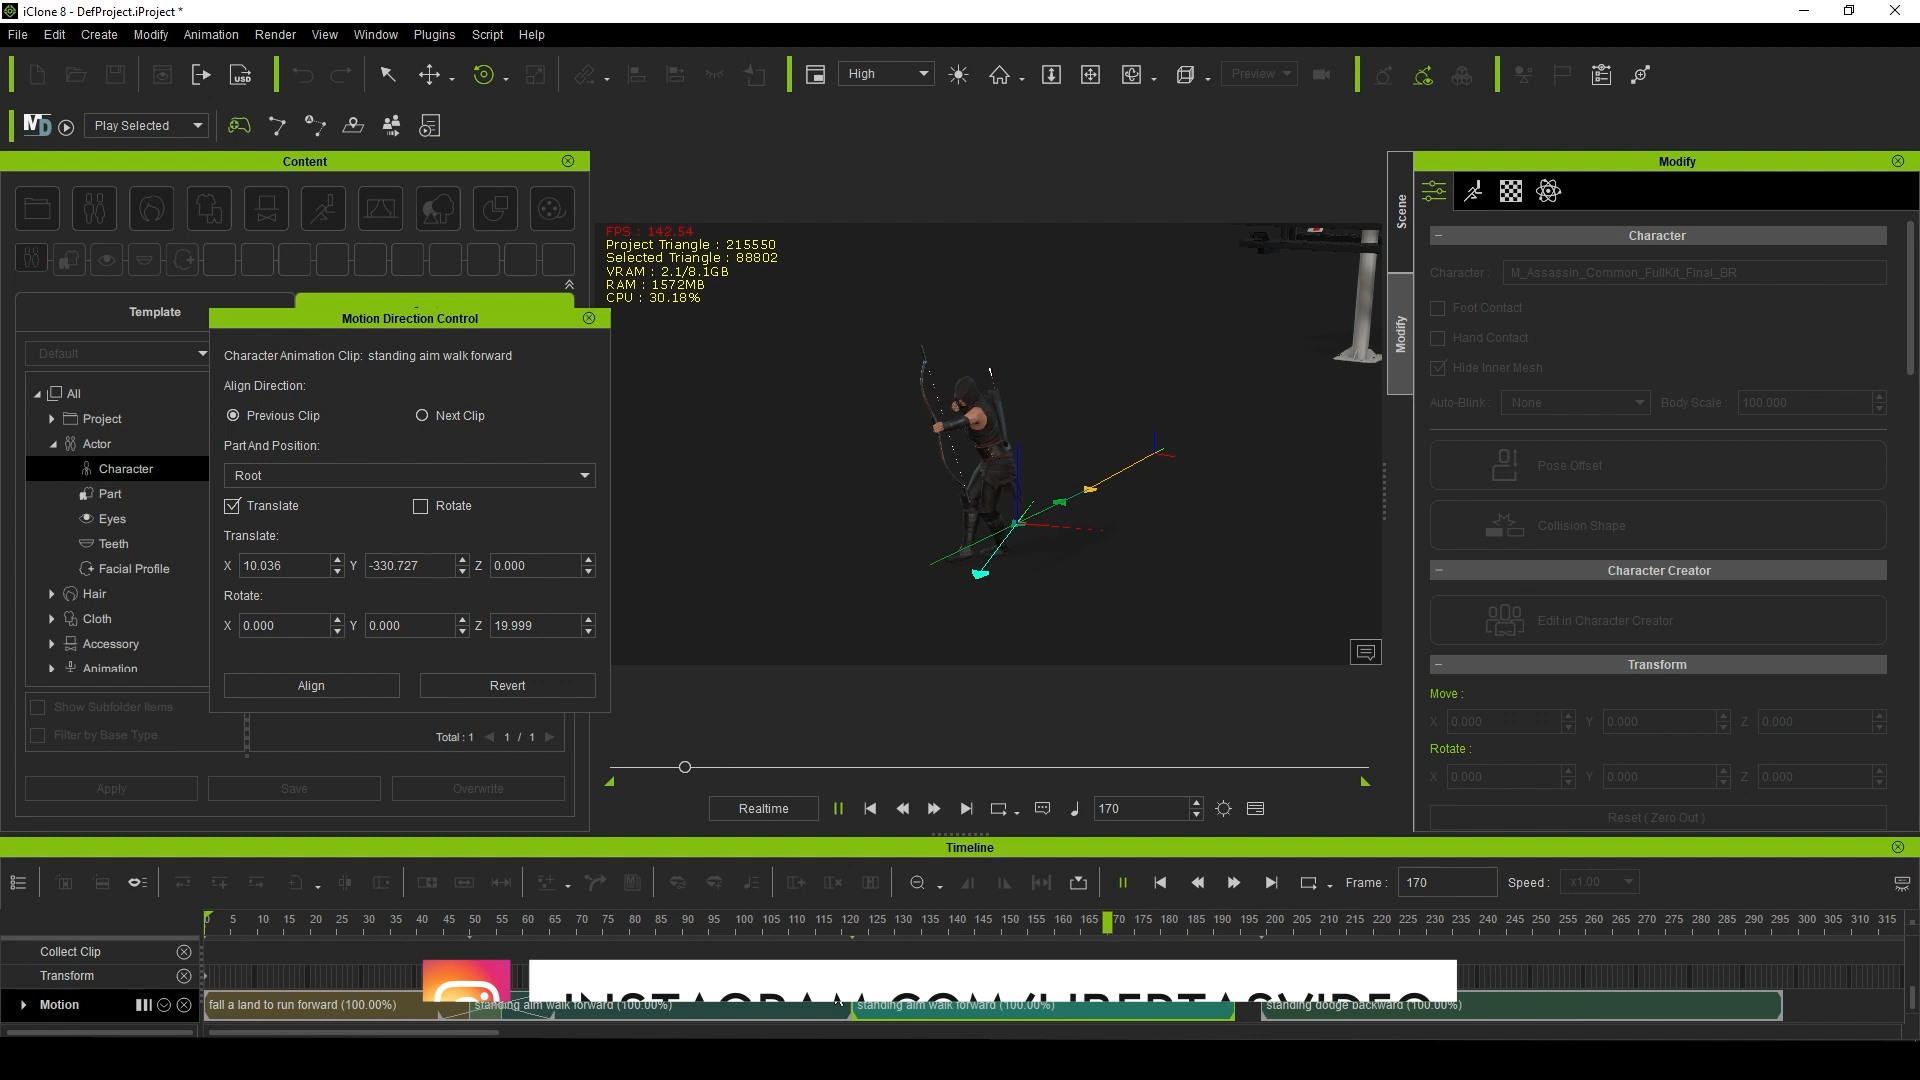 iClone 8 - DefProject.iProject *
File Edit Create Modify Animation Render View Window Plugins Script Help
USD
High
Preview
MD
Play Selected
Content
Modify
Scene
Modify
FPS : 142.54
Project Triangle : 215550
Selected Triangle : 88802
VRAM : 2.1/8.1GB
RAM : 1572MB
CPU : 30.18%
Template
Default
All
Project
Actor
Character
Part
Eyes
Teeth
Facial Profile
Hair
Cloth
Accessory
Animation
Show Subfolder Items
Filter by Base Type
Total : 1 1 / 1
Apply Save Overwrite
Motion Direction Control
Character Animation Clip: standing aim walk forward
Align Direction:
Previous Clip Next Clip
Part And Position:
Root
Translate Rotate
Translate:
X 10.036 Y -330.727 Z 0.000
Rotate:
X 0.000 Y 0.000 Z 19.999
Align Revert
Character
Character : M_Assassin_Common_FullKit_Final_BR
Foot Contact
Hand Contact
Hide Inner Mesh
Auto-Blink : None Body Scale : 100.000
Pose Offset
Collision Shape
Character Creator
Edit in Character Creator
Transform
Move :
X 0.000 Y 0.000 Z 0.000
Rotate :
X 0.000 Y 0.000 Z 0.000
Reset ( Zero Out )
Realtime 170
Timeline
Frame : 170 Speed : x1.00
0 5 10 15 20 25 30 35 40 45 50 55 60 65 70 75 80 85 90 95 100 105 110 115 120 125 130 135 140 145 150 155 160 165 170 175 180 185 190 195 200 205 210 215 220 225 230 235 240 245 250 255 260 265 270 275 280 285 290 295 300 305 310 315
Collect Clip
Transform
INSTAGRAM.COM/LIBERTASVIDEO
Motion fall a land to run forward (100.00%) standing aim walk forward (100.00%) standing aim walk forward (100.00%) standing dodge backward (100.00%)